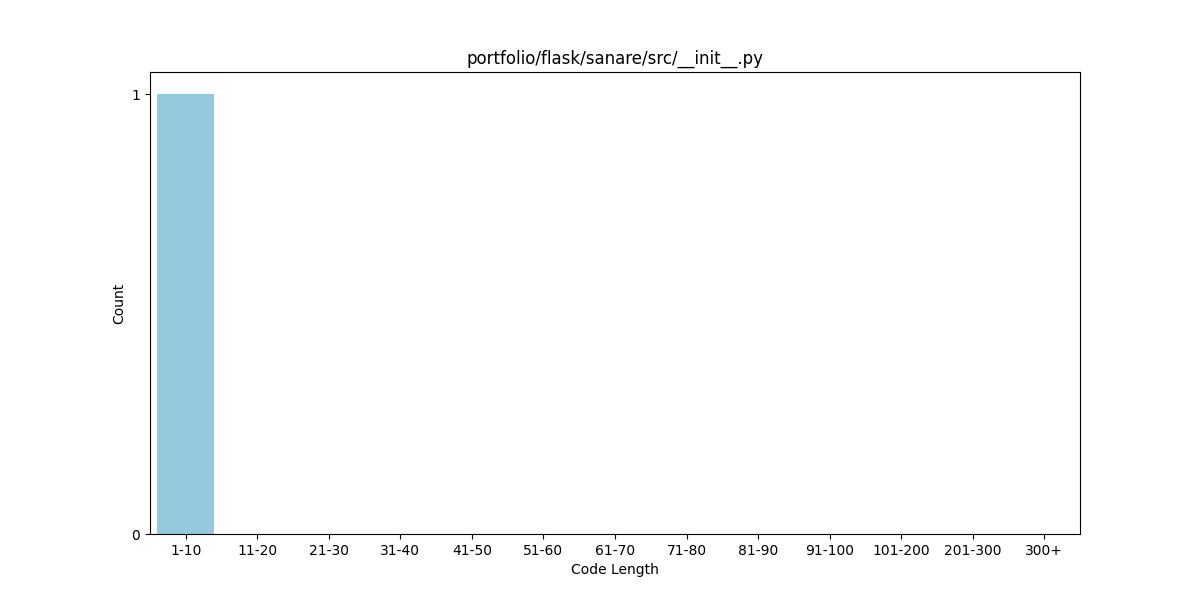 portfolio/flask/sanare/src/__init__.py
1
Count
0
1-10 11-20 21-30 31-40 41-50 51-60 61-70 71-80 81-90 91-100 101-200 201-300 300+
Code Length